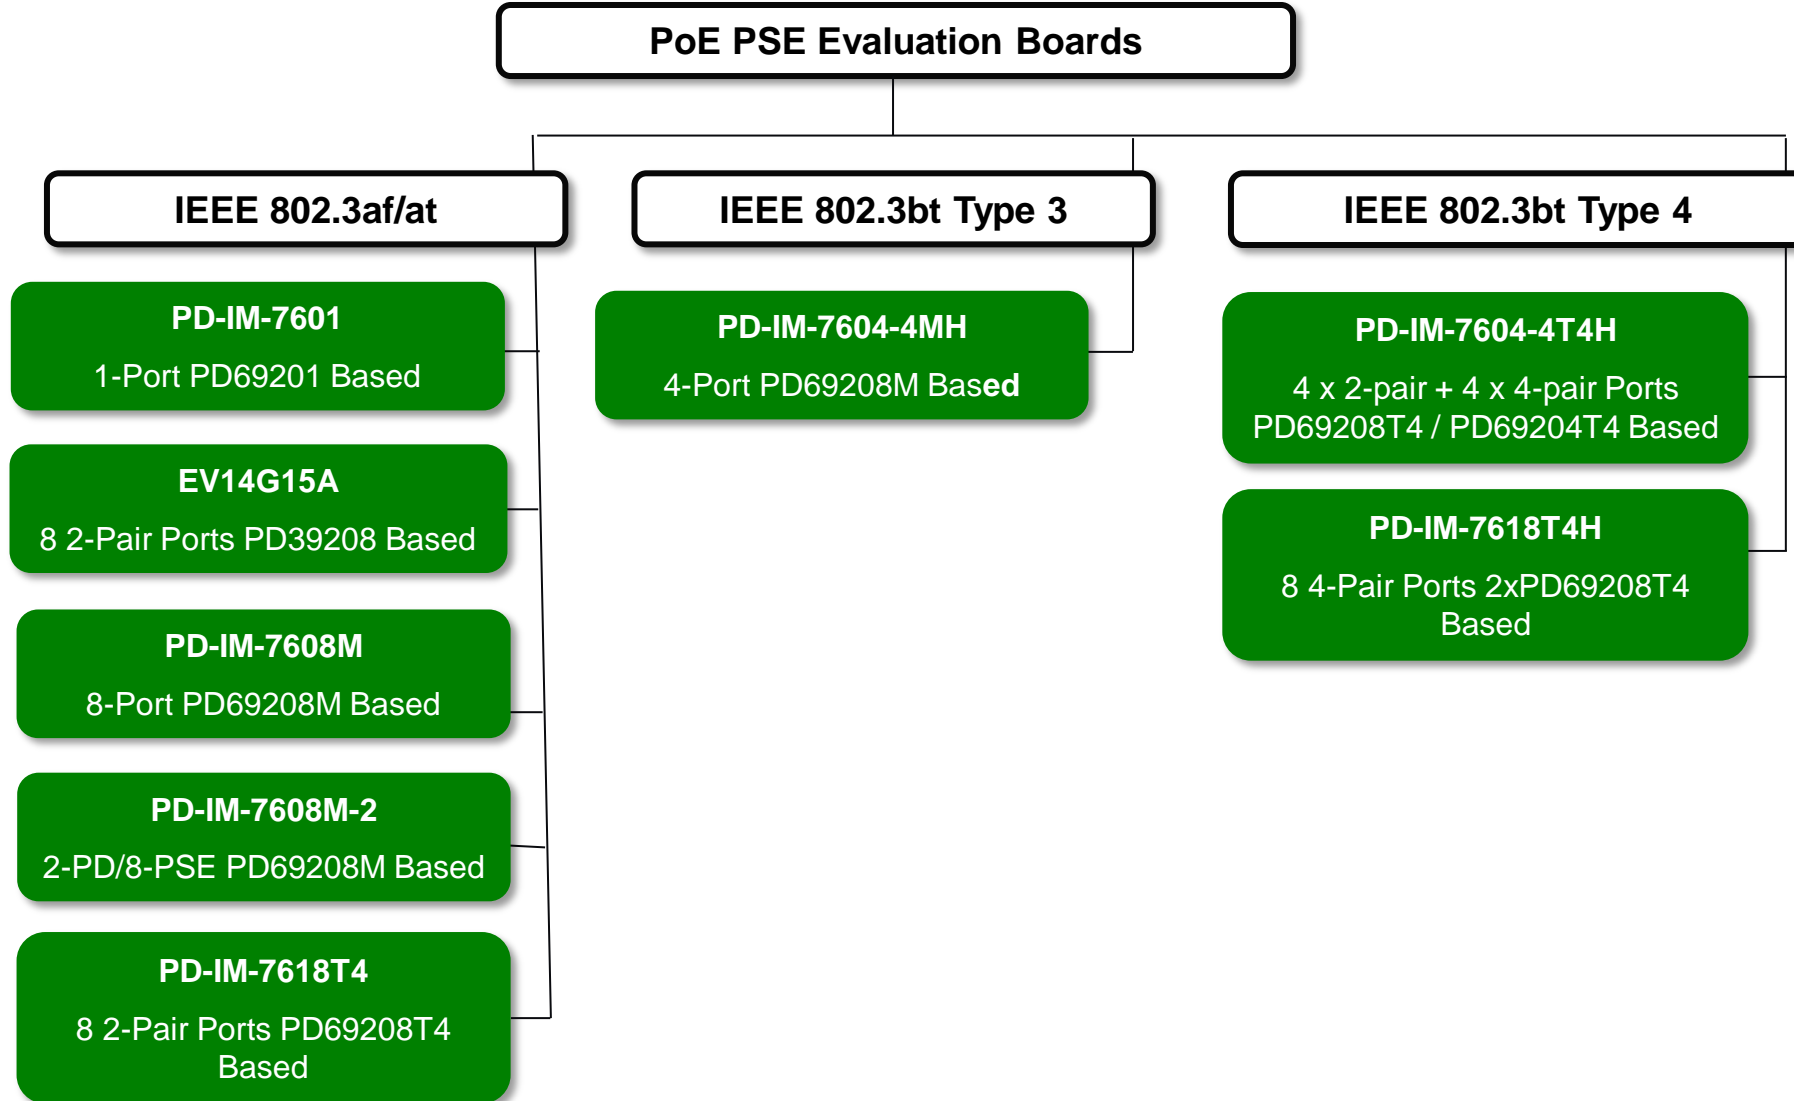 PoE PSE Evaluation Boards
IEEE 802.3af/at
PD-IM-7601
1-Port PD69201 Based
EV14G15A
8 2-Pair Ports PD39208 Based
PD-IM-7608M
8-Port PD69208M Based
PD-IM-7608M-2
2-PD/8-PSE PD69208M Based
PD-IM-7618T4
8 2-Pair Ports PD69208T4
Based
IEEE 802.3bt Type 3
PD-IM-7604-4MH
4-Port PD69208M Based
IEEE 802.3bt Type 4
PD-IM-7604-4T4H
4 x 2-pair + 4 x 4-pair Ports
PD69208T4 / PD69204T4 Based
PD-IM-7618T4H
8 4-Pair Ports 2xPD69208T4
Based